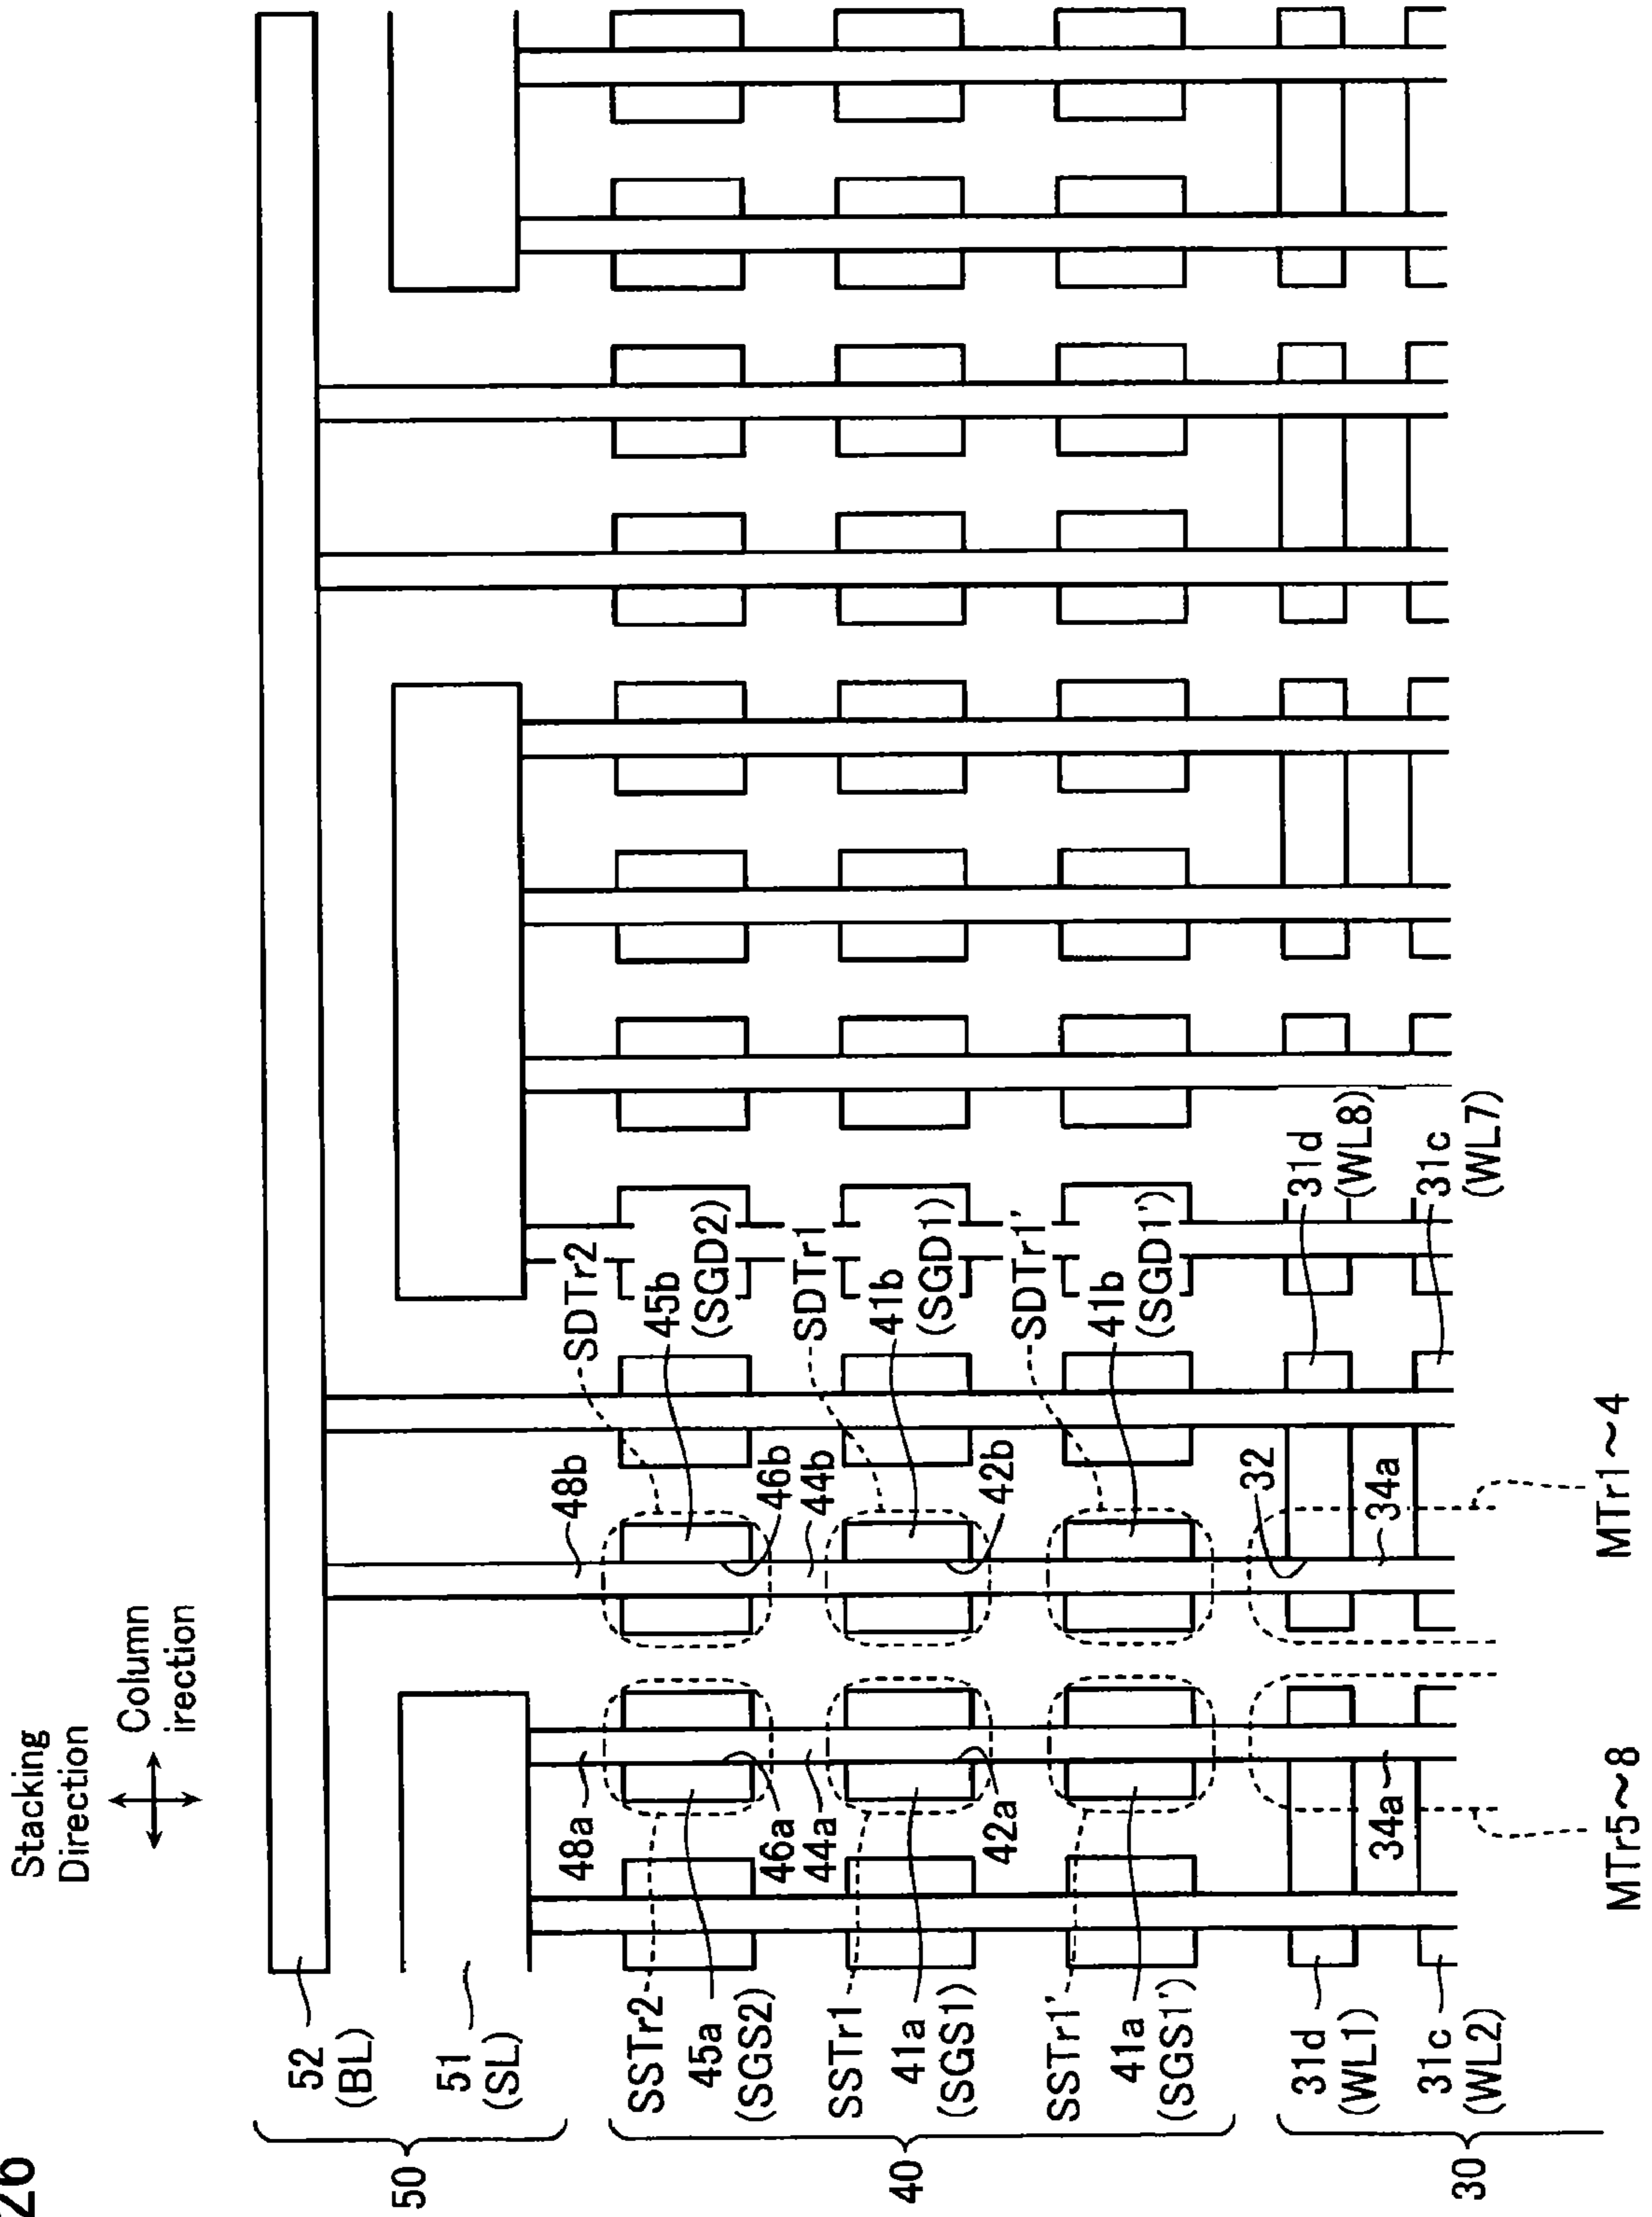 26
Stacking
Direction
Column
irection
52
(BL)
51
(SL)
50
48a
48b
SDTr2
45b
(SGD2)
SSTr2
45a
(SGS2)
46a
46b
44a
44b
SDTr1
41b
(SGD1)
SSTr1
41a
(SGS1)
42a
42b
40
SDTr1'
41b
(SGD1')
SSTr1'
41a
(SGS1')
32
31d
(WL8)
31c
(WL7)
31d
(WL1)
31c
(WL2)
34a
34a
30
MTr5~8
MTr1~4